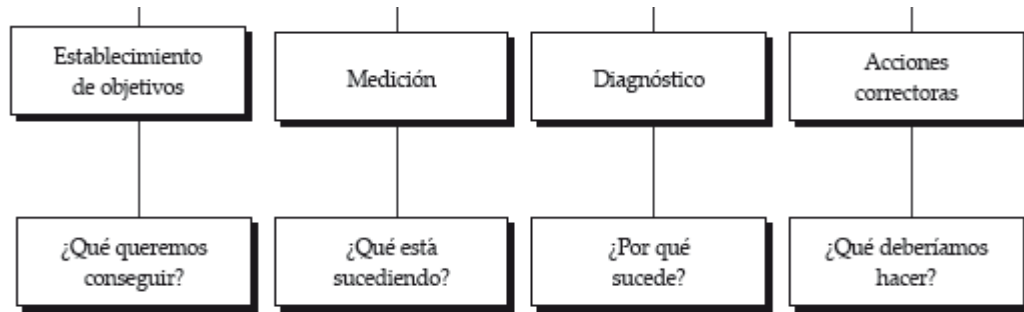 Establecimiento
de objetivos
Medición
Diagnóstico
Acciones
correctoras
¿Qué queremos
conseguir?
¿Qué está
sucediendo?
¿Por qué
sucede?
¿Qué deberíamos
hacer?